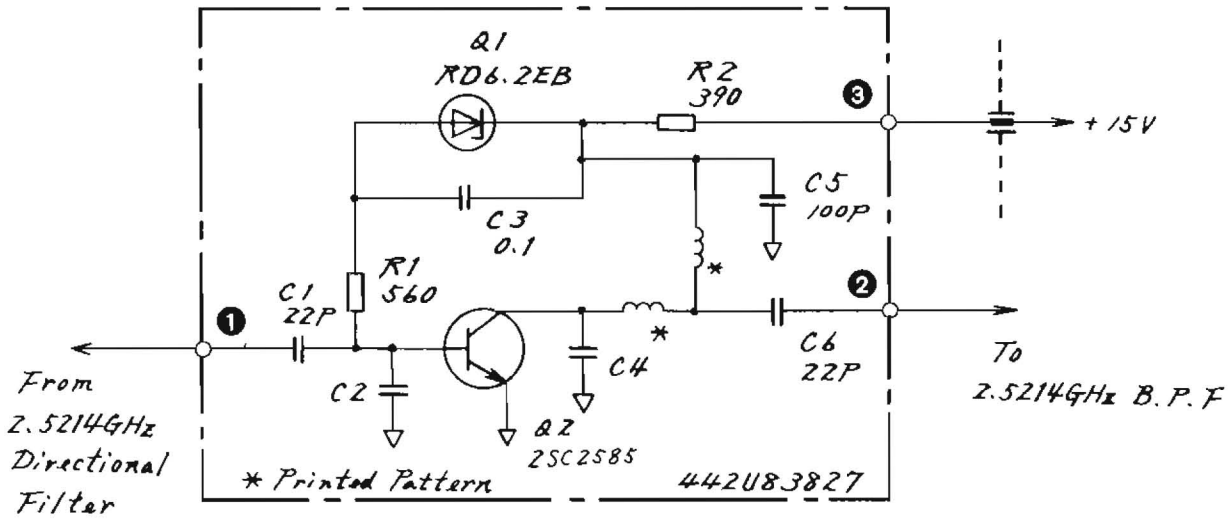 Q1
RD6.2EB
R2
390
3
+15V
C5
100P
C3
0.1
*
R1
560
C1
22P
1
2
*
C4
C6
22P
C2
Q2
2SC2585
From
2.5214GHz
Directional
Filter
To
2.5214GHz B.P.F
* Printed Pattern
442U83827